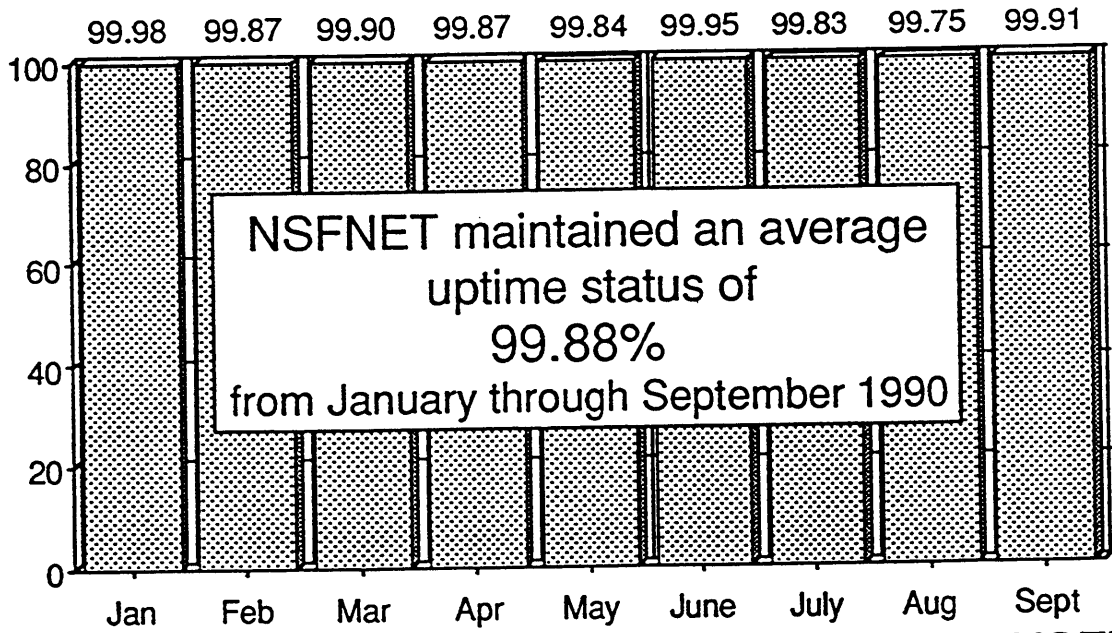 99.98 99.87 99.90 99.87 99.84 99.95 99.83 99.75 99.91
100
80
60
40
20
0
NSFNET maintained an average
uptime status of
99.88%
from January through September 1990
Jan Feb Mar Apr May June July Aug Sept